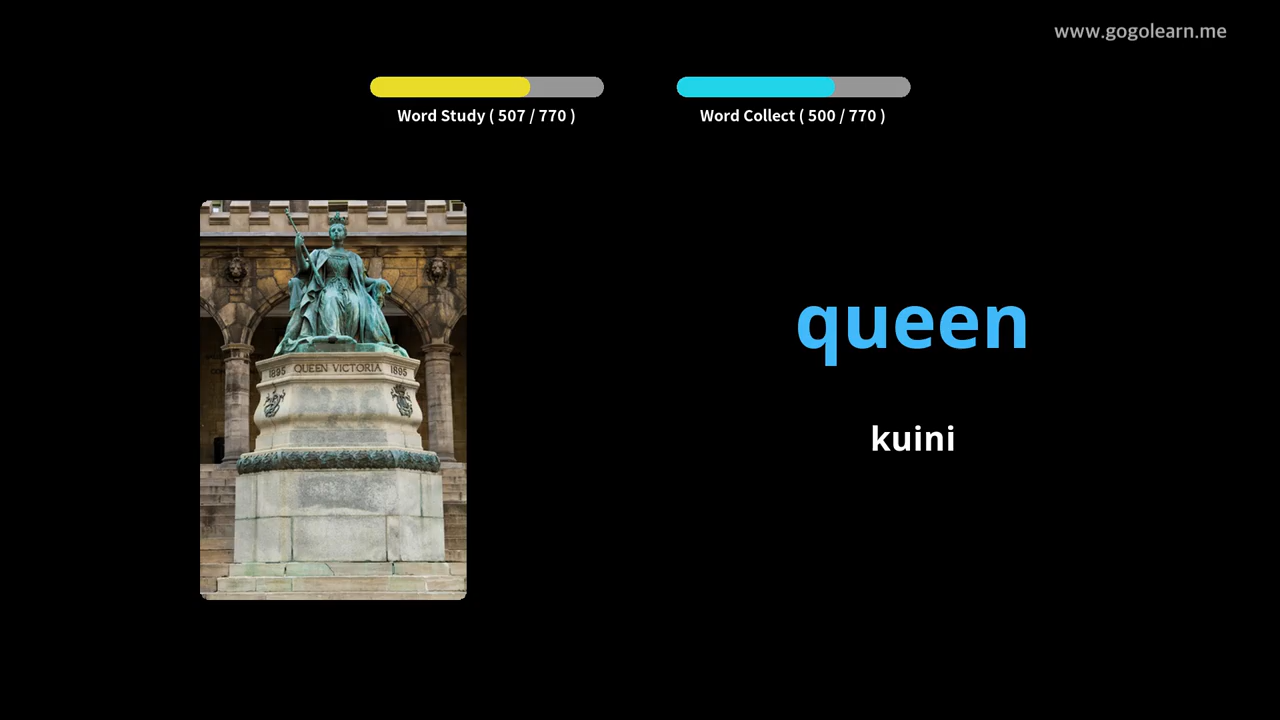 www.gogolearn.me
Word Study ( 507 / 770 )
Word Collect ( 500 / 770 )
1895 QUEEN VICTORIA 1895
queen
kuini